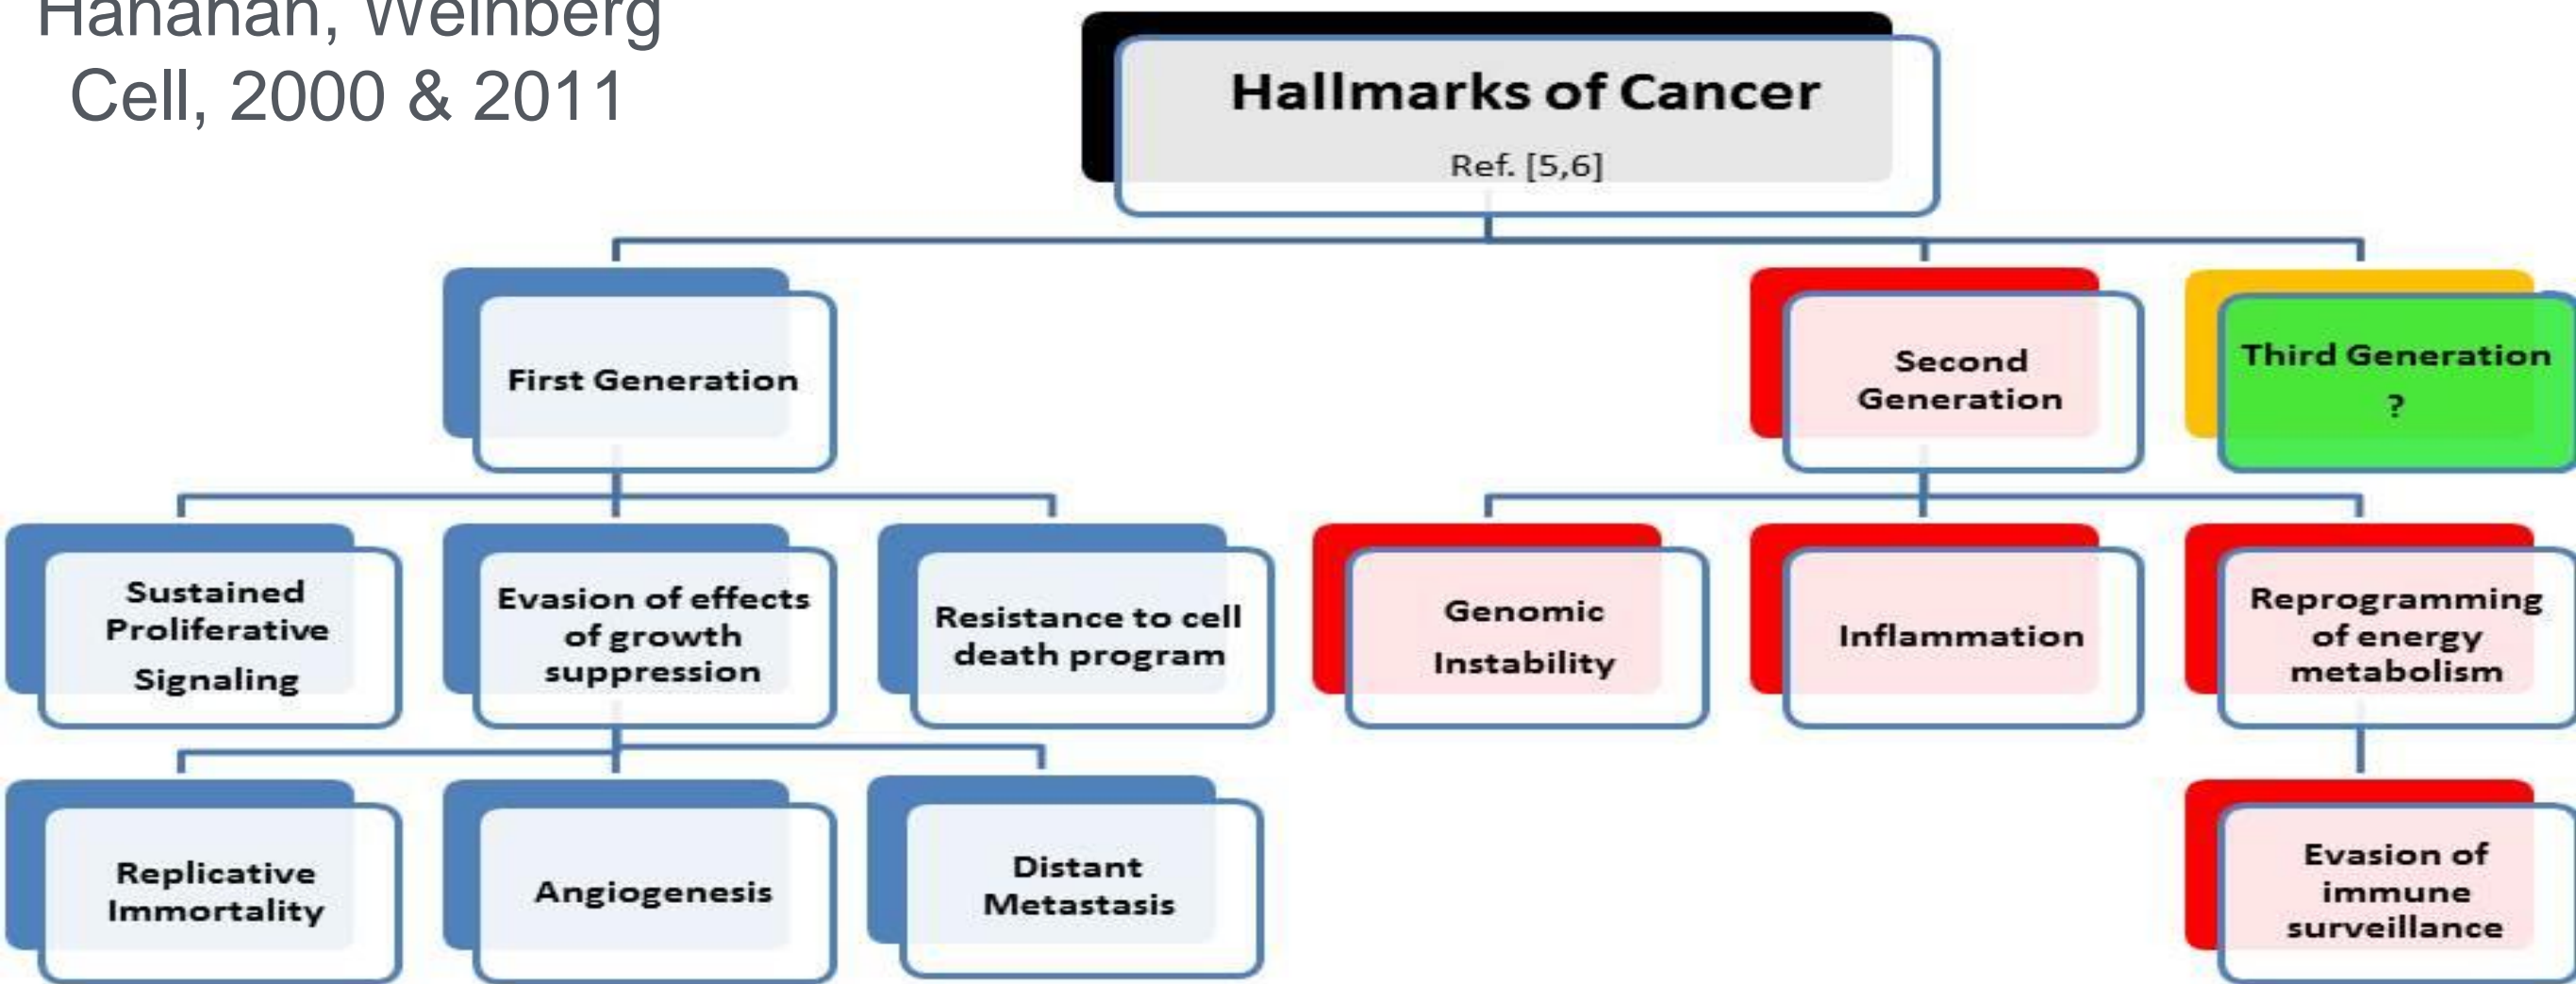 Hanahan, Weinberg
Cell, 2000 & 2011
Hallmarks of Cancer
Ref. [5,6]
First Generation
Second
Generation
Third Generation
?
Sustained
Proliferative
Signaling
Evasion of effects
of growth
suppression
Resistance to cell
death program
Genomic
Instability
Inflammation
Reprogramming
of energy
metabolism
Replicative
Immortality
Angiogenesis
Distant
Metastasis
Evasion of
immune
surveillance